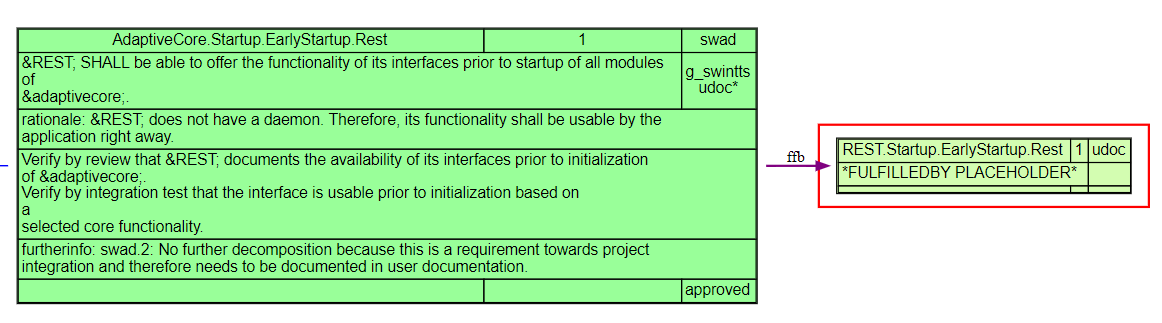 AdaptiveCore.Startup.EarlyStartup.Rest 1 swad
&REST; SHALL be able to offer the functionality of its interfaces prior to startup of all modules
of
&adaptivecore;.
g_swintts
udoc*
rationale: &REST; does not have a daemon. Therefore, its functionality shall be usable by the
application right away.
Verify by review that &REST; documents the availability of its interfaces prior to initialization
of &adaptivecore;.
Verify by integration test that the interface is usable prior to initialization based on
a
selected core functionality.
furtherinfo: swad.2: No further decomposition because this is a requirement towards project
integration and therefore needs to be documented in user documentation.
approved
ffb
REST.Startup.EarlyStartup.Rest 1 udoc
*FULFILLEDBY PLACEHOLDER*